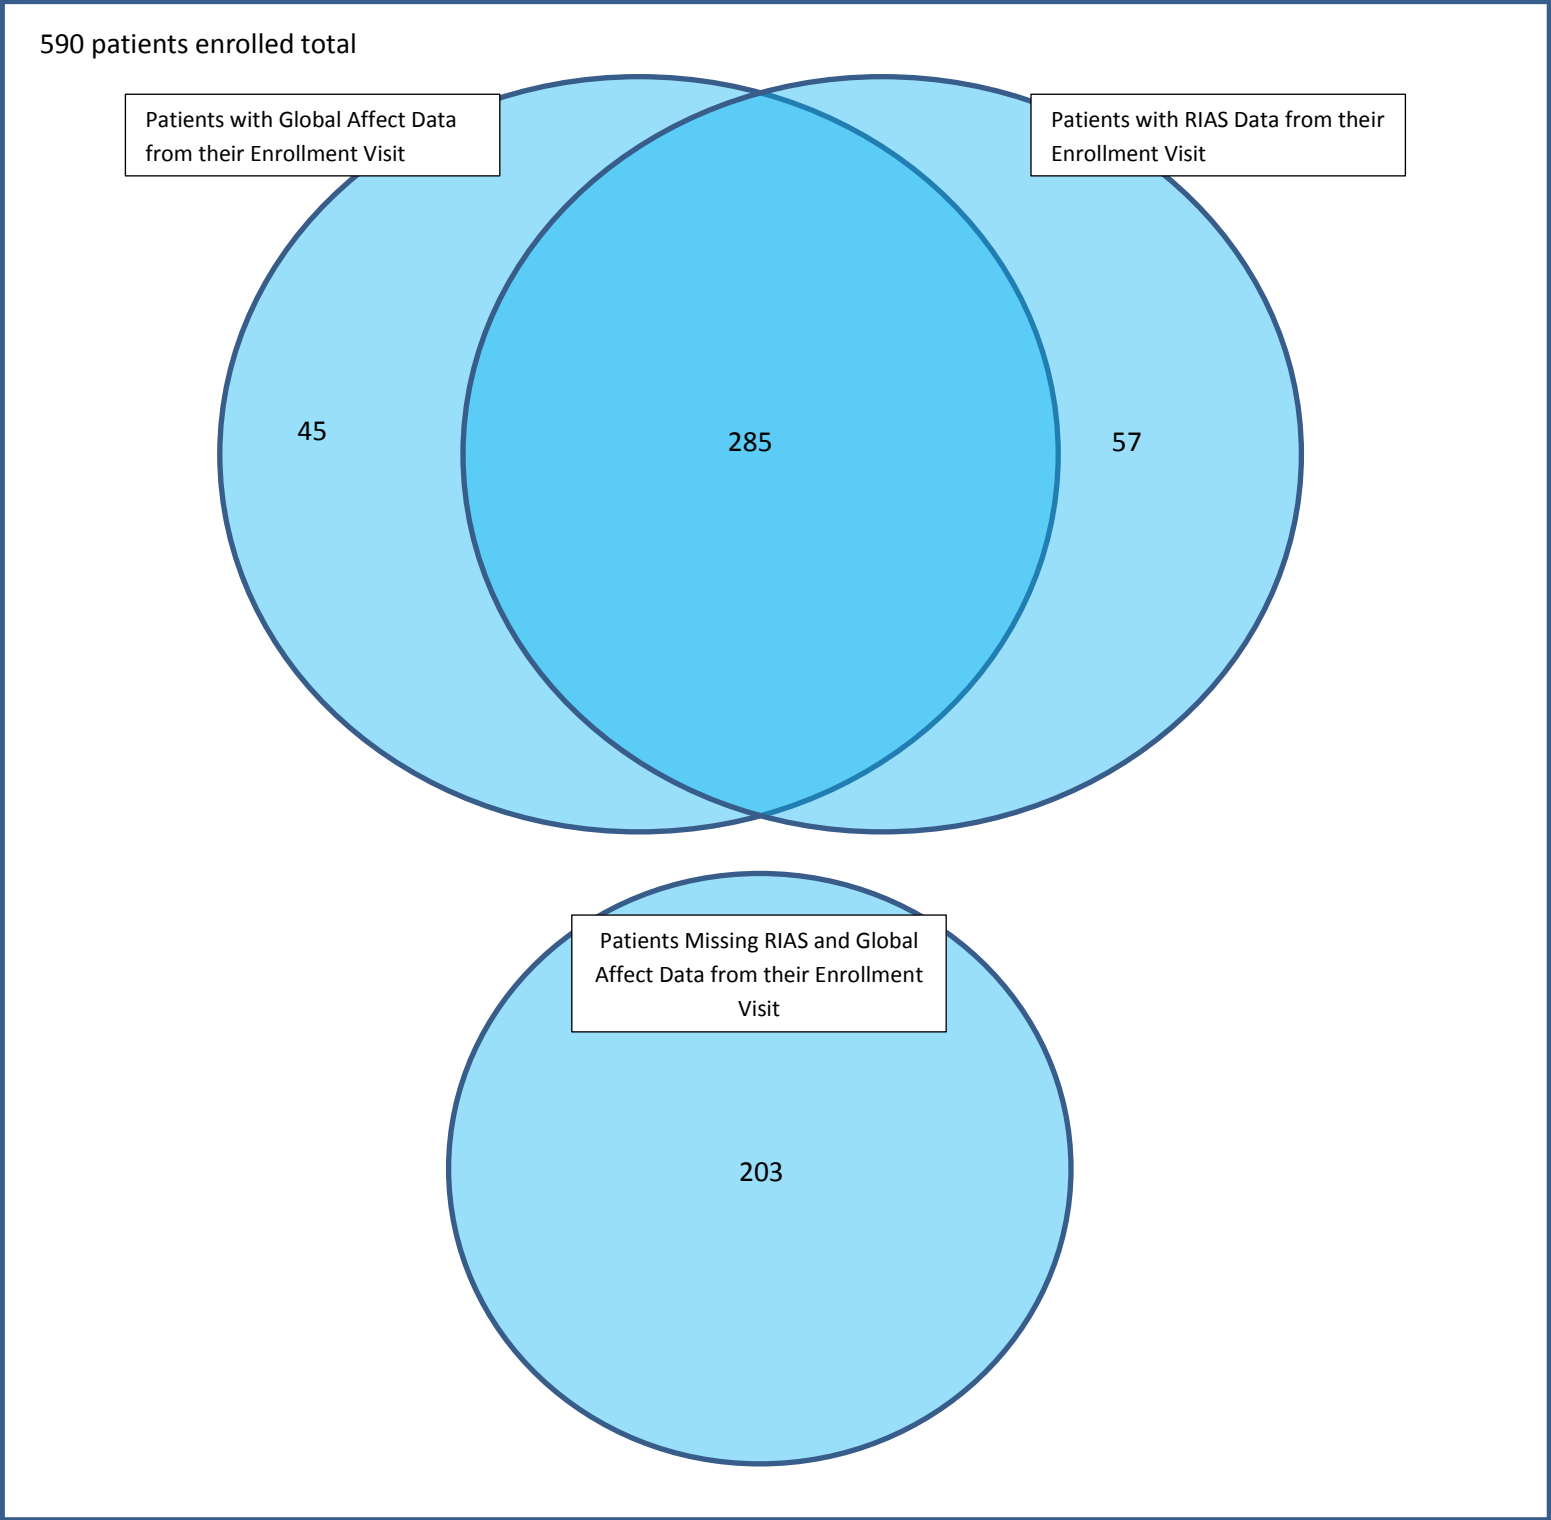 590 patients enrolled total
Patients with Global Affect Data
from their Enrollment Visit
Patients with RIAS Data from their
Enrollment Visit
45
285
57
Patients Missing RIAS and Global
Affect Data from their Enrollment
Visit
203